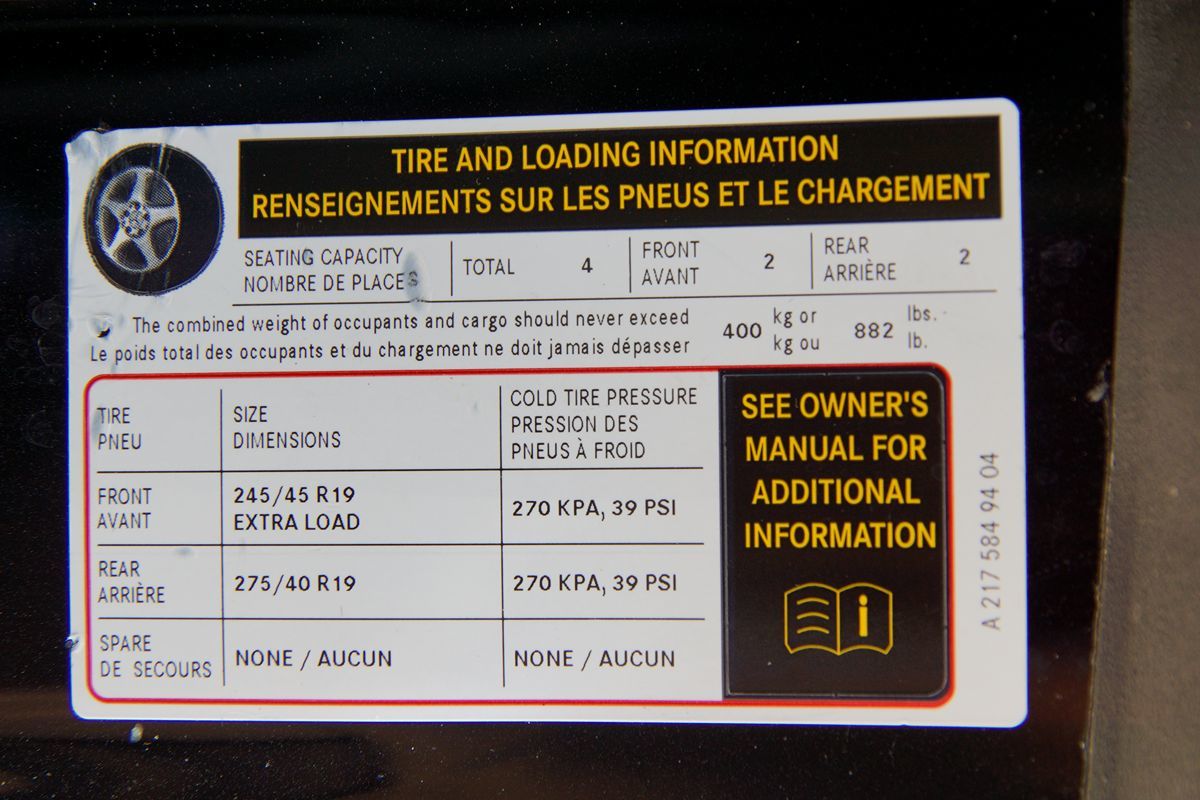 TIRE AND LOADING INFORMATION
RENSEIGNEMENTS SUR LES PNEUS ET LE CHARGEMENT
SEATING CAPACITY
NOMBRE DE PLACES
TOTAL 4
FRONT
AVANT
2
REAR
ARRIÈRE
2
The combined weight of occupants and cargo should never exceed
Le poids total des occupants et du chargement ne doit jamais dépasser
400
kg or
kg ou
882
lbs.
lb.
TIRE
PNEU
SIZE
DIMENSIONS
COLD TIRE PRESSURE
PRESSION DES
PNEUS À FROID
FRONT
AVANT
245/45 R19
EXTRA LOAD
270 KPA, 39 PSI
REAR
ARRIÈRE
275/40 R19
270 KPA, 39 PSI
SPARE
DE SECOURS
NONE / AUCUN
NONE / AUCUN
SEE OWNER'S
MANUAL FOR
ADDITIONAL
INFORMATION
i
A 217 584 94 04